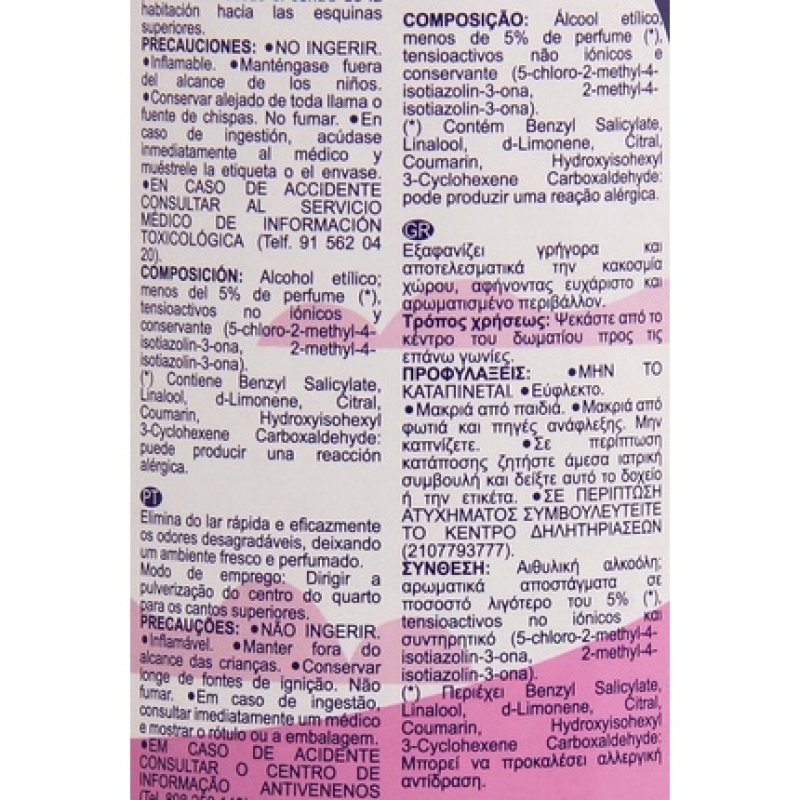 habitación hacia las esquinas
superiores.
PRECAUCIONES: •NO INGERIR.
•Inflamable. •Manténgase fuera
del alcance de los niños.
•Conservar alejado de toda llama o
fuente de chispas. No fumar. •En
caso de ingestión, acúdase
inmediatamente al médico y
muéstrele la etiqueta o el envase.
•EN CASO DE ACCIDENTE
CONSULTAR AL SERVICIO
MÉDICO DE INFORMACIÓN
TOXICOLÓGICA (Telf. 91 562 04
20).
COMPOSICIÓN: Alcohol etílico;
menos del 5% de perfume (*),
tensioactivos no iónicos y
conservante (5-chloro-2-methyl-4-
isotiazolin-3-ona, 2-methyl-4-
isotiazolin-3-ona).
(*) Contiene Benzyl Salicylate,
Linalool, d-Limonene, Citral,
Coumarin, Hydroxyisohexyl
3-Cyclohexene Carboxaldehyde:
puede producir una reacción
alérgica.
PT
Elimina do lar rápida e eficazmente
os odores desagradáveis, deixando
um ambiente fresco e perfumado.
Modo de emprego: Dirigir a
pulverização do centro do quarto
para os cantos superiores.
PRECAUÇÕES: •NÃO INGERIR.
•Inflamável. •Manter fora do
alcance das crianças. •Conservar
longe de fontes de ignição. Não
fumar. •Em caso de ingestão,
consultar imediatamente um médico
e mostrar o rótulo ou a embalagem.
•EM CASO DE ACIDENTE
CONSULTAR O CENTRO DE
INFORMAÇÃO ANTIVENENOS
COMPOSIÇÃO: Álcool etílico;
menos de 5% de perfume (*),
tensioactivos não iónicos e
conservante (5-chloro-2-methyl-4-
isotiazolin-3-ona, 2-methyl-4-
isotiazolin-3-ona).
(*) Contém Benzyl Salicylate,
Linalool, d-Limonene, Citral,
Coumarin, Hydroxyisohexyl
3-Cyclohexene Carboxaldehyde:
pode produzir uma reação alérgica.
GR
Εξαφανίζει γρήγορα και
αποτελεσματικά την κακοσμία
χώρου, αφήνοντας ευχάριστο και
αρωματισμένο περιβάλλον.
Τρόπος χρήσεως: Ψεκάστε από το
κέντρο του δωματίου προς τις
επάνω γωνίες.
ΠΡΟΦΥΛΑΞΕΙΣ: •ΜΗΝ ΤΟ
ΚΑΤΑΠΙΝΕΤΑΙ. •Εύφλεκτο.
•Μακριά από παιδιά. •Μακριά από
φωτιά και πηγές ανάφλεξης. Μην
καπνίζετε. •Σε περίπτωση
κατάποσης ζητήστε άμεσα ιατρική
συμβουλή και δείξτε αυτό το δοχείο
ή την ετικέτα. •ΣΕ ΠΕΡΙΠΤΩΣΗ
ΑΤΥΧΗΜΑΤΟΣ ΣΥΜΒΟΥΛΕΥΤΕΙΤΕ
ΤΟ ΚΕΝΤΡΟ ΔΗΛΗΤΗΡΙΑΣΕΩΝ
(2107793777).
ΣΥΝΘΕΣΗ: Αιθυλική αλκοόλη;
αρωματικά αποστάγματα σε
ποσοστό λιγότερο του 5% (*),
tensioactivos no iónicos και
συντηρητικό (5-chloro-2-methyl-4-
isotiazolin-3-ona, 2-methyl-4-
isotiazolin-3-ona).
(*) Περιέχει Benzyl Salicylate,
Linalool, d-Limonene, Citral,
Coumarin, Hydroxyisohexyl
3-Cyclohexene Carboxaldehyde:
Μπορεί να προκαλέσει αλλεργική
αντίδραση.